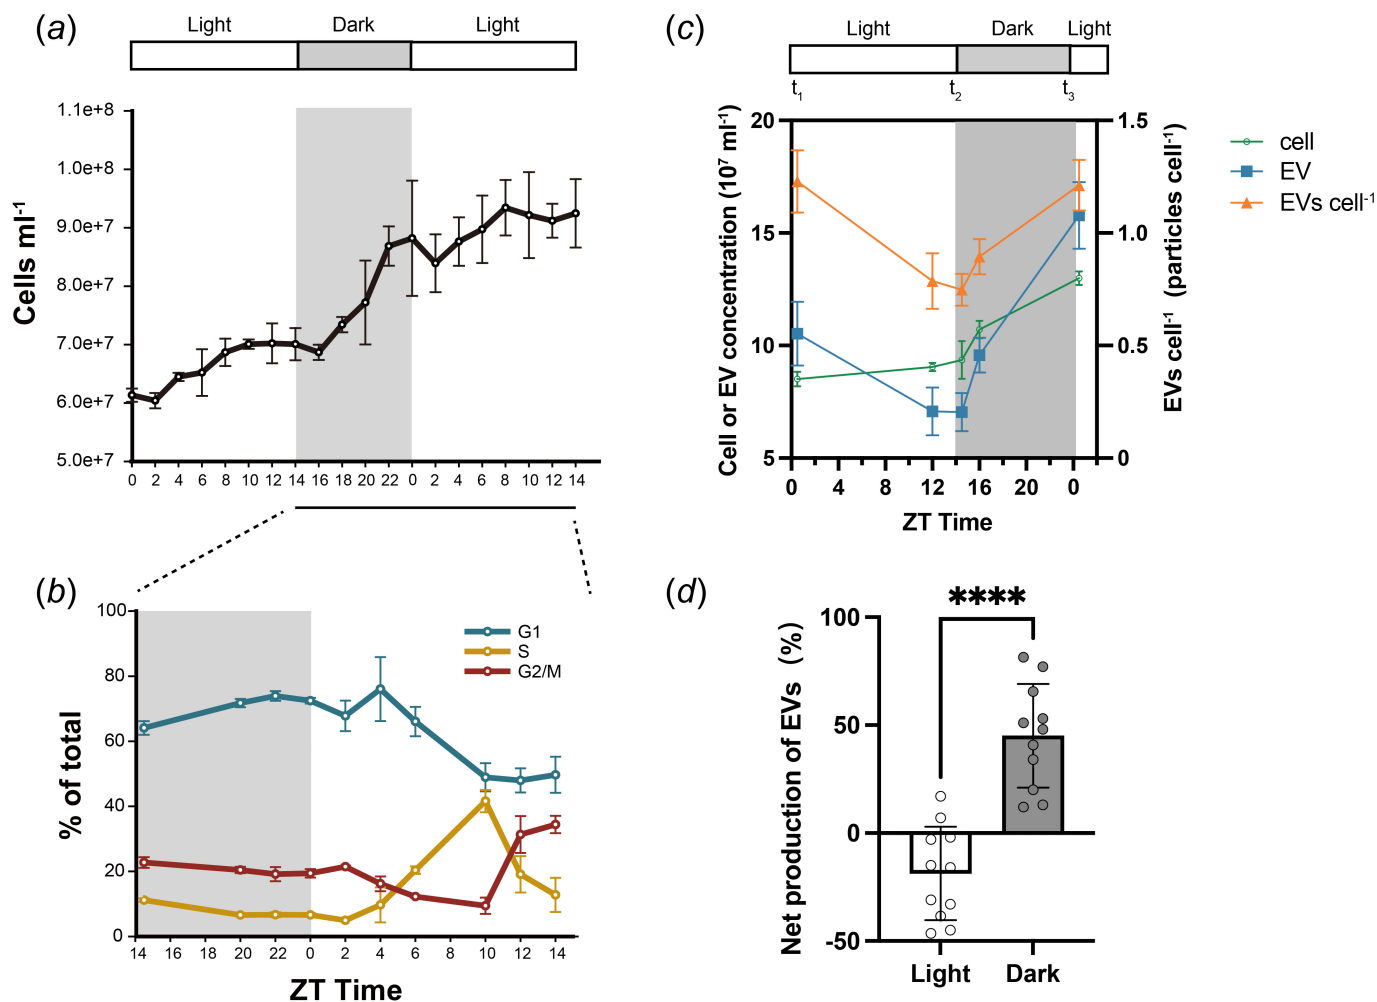 (a)
Light Dark Light
1.1e+8
1.0e+8
9.0e+7
8.0e+7
7.0e+7
6.0e+7
5.0e+7
Cells ml⁻¹
0 2 4 6 8 10 12 14 16 18 20 22 0 2 4 6 8 10 12 14
(b)
100
80
60
40
20
0
% of total
G1
S
G2/M
14 16 18 20 22 0 2 4 6 8 10 12 14
ZT Time
(c)
Light Dark Light
t₁ t₂ t₃
20
15
10
5
Cell or EV concentration (10⁷ ml⁻¹)
1.5
1.0
0.5
0
EVs cell⁻¹ (particles cell⁻¹)
cell
EV
EVs cell⁻¹
0 4 8 12 16 20 0
ZT Time
(d)
✱✱✱✱
100
50
0
-50
Net production of EVs (%)
Light Dark